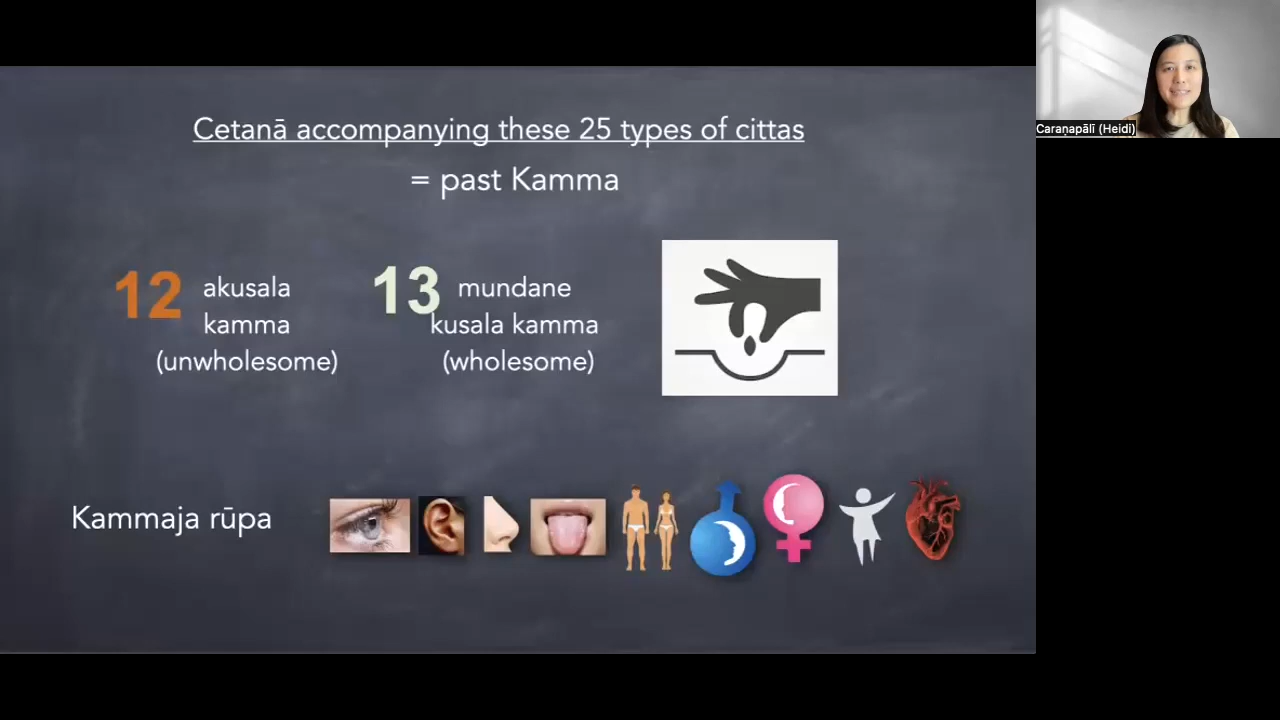 Cetanā accompanying these 25 types of cittas
= past Kamma
12 akusala
kamma
(unwholesome)
13 mundane
kusala kamma
(wholesome)
Kammaja rūpa
Caraṇapālī (Heidi)